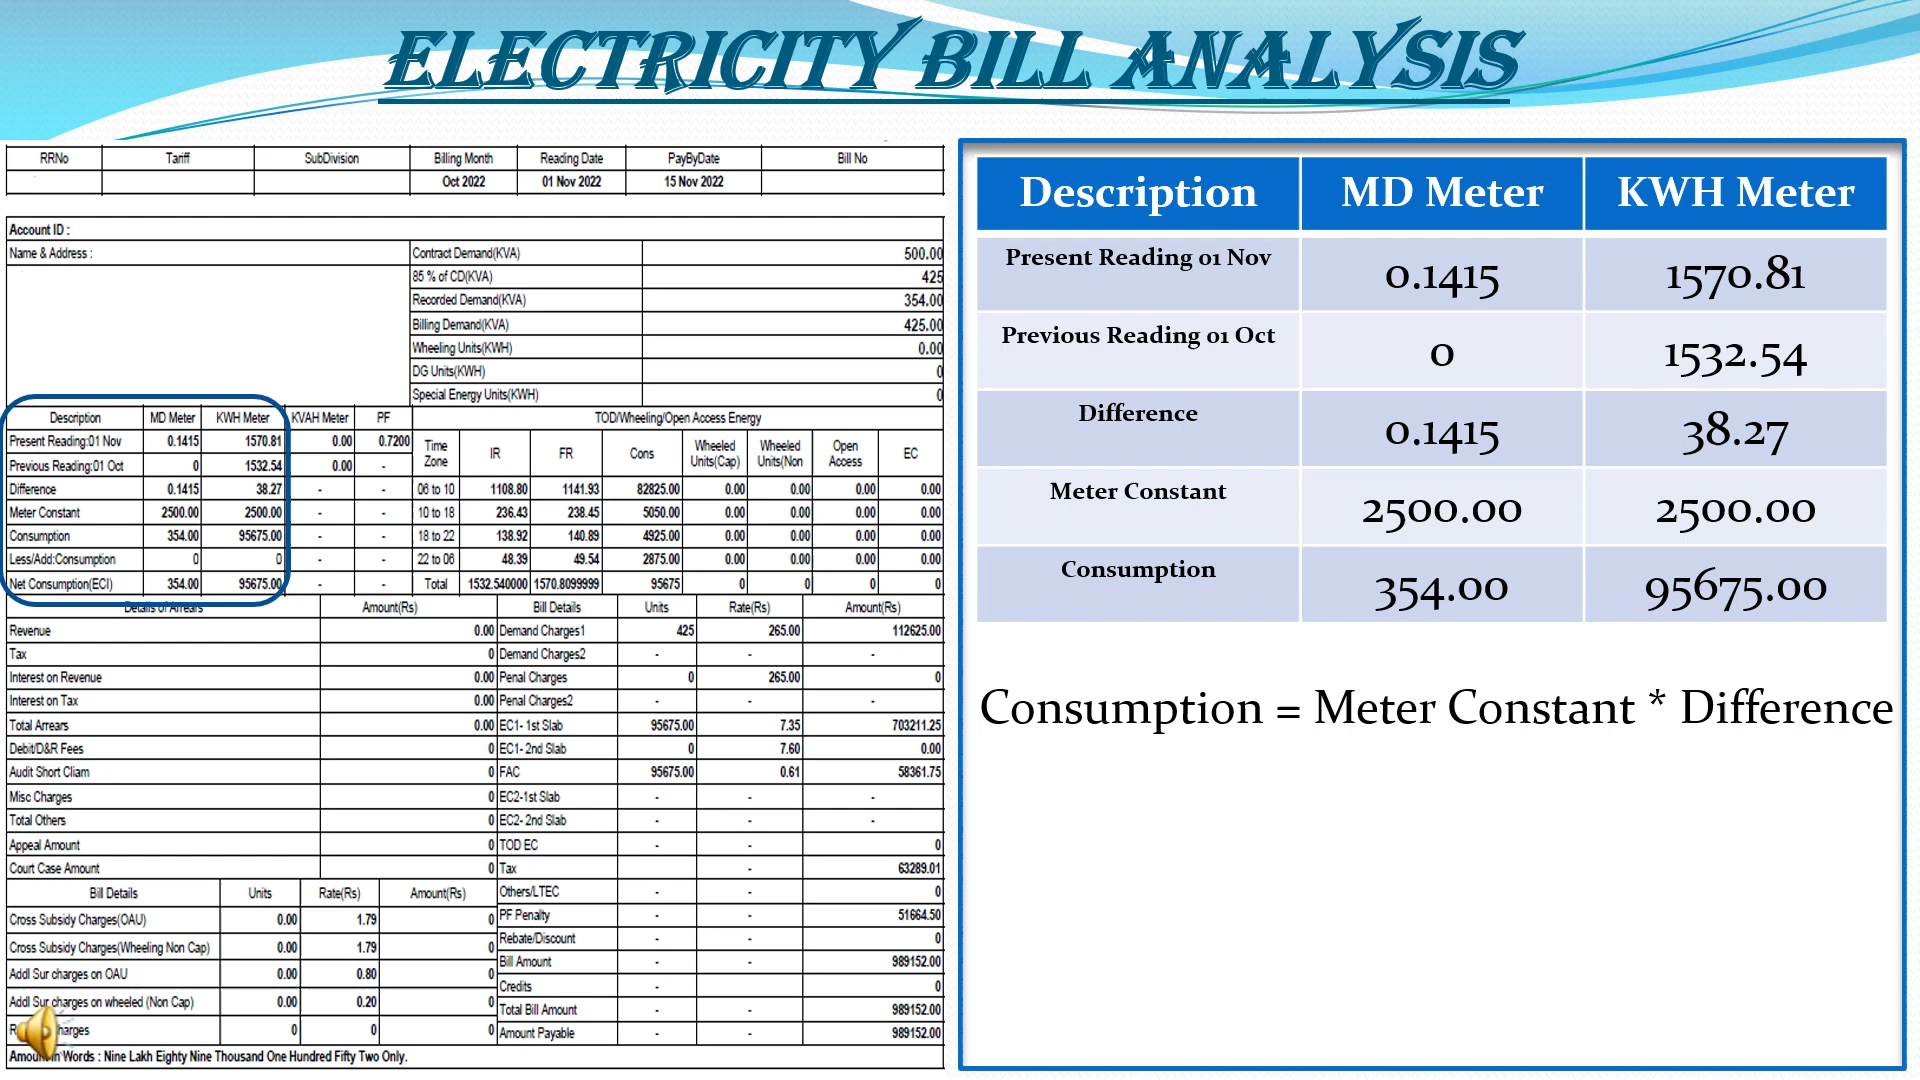 ELECTRICITY BILL ANALYSIS
RRNo Tariff SubDivision Billing Month Reading Date PayByDate Bill No
Oct 2022 01 Nov 2022 15 Nov 2022
Account ID :
Name & Address : Contract Demand(KVA) 500.00
85 % of CD(KVA) 425
Recorded Demand(KVA) 354.00
Billing Demand(KVA) 425.00
Wheeling Units(KWH) 0.00
DG Units(KWH) 0
Special Energy Units(KWH) 0
Description MD Meter KWH Meter KVAH Meter PF TOD/Wheeling/Open Access Energy
Present Reading:01 Nov 0.1415 1570.81 0.00 0.7200 Time Zone IR FR Cons Wheeled Units(Cap) Wheeled Units(Non Open Access EC
Previous Reading:01 Oct 0 1532.54 0.00 -
Difference 0.1415 38.27 - - 06 to 10 1108.80 1141.93 82825.00 0.00 0.00 0.00 0.00
Meter Constant 2500.00 2500.00 - - 10 to 18 236.43 238.45 5050.00 0.00 0.00 0.00 0.00
Consumption 354.00 95675.00 - - 18 to 22 138.92 140.89 4925.00 0.00 0.00 0.00 0.00
Less/Add:Consumption 0 0 - - 22 to 06 48.39 49.54 2875.00 0.00 0.00 0.00 0.00
Net Consumption(ECI) 354.00 95675.00 - - Total 1532.540000 1570.8099999 95675 0 0 0 0
Details of Arrears Amount(Rs) Bill Details Units Rate(Rs) Amount(Rs)
Revenue 0.00 Demand Charges1 425 265.00 112625.00
Tax 0 Demand Charges2 - - -
Interest on Revenue 0.00 Penal Charges 0 265.00 0
Interest on Tax 0.00 Penal Charges2 - - -
Total Arrears 0.00 EC1- 1st Slab 95675.00 7.35 703211.25
Debit/D&R Fees 0 EC1- 2nd Slab 0 7.60 0.00
Audit Short Cliam 0 FAC 95675.00 0.61 58361.75
Misc Charges 0 EC2-1st Slab - - -
Total Others 0 EC2- 2nd Slab - - -
Appeal Amount 0 TOD EC - 0
Court Case Amount 0 Tax - 63289.01
Bill Details Units Rate(Rs) Amount(Rs) Others/LTEC - - 0
Cross Subsidy Charges(OAU) 0.00 1.79 0 PF Penalty - - 51664.50
Cross Subsidy Charges(Wheeling Non Cap) 0.00 1.79 0 Rebate/Discount - - 0
Addl Sur charges on OAU 0.00 0.80 0 Bill Amount - - 989152.00
Credits - 0
Addl Sur charges on wheeled (Non Cap) 0.00 0.20 0 Total Bill Amount - - 989152.00
harges 0 0 0 Amount Payable - - 989152.00
Amount in Words : Nine Lakh Eighty Nine Thousand One Hundred Fifty Two Only.
Description MD Meter KWH Meter
Present Reading 01 Nov 0.1415 1570.81
Previous Reading 01 Oct 0 1532.54
Difference 0.1415 38.27
Meter Constant 2500.00 2500.00
Consumption 354.00 95675.00
Consumption = Meter Constant * Difference